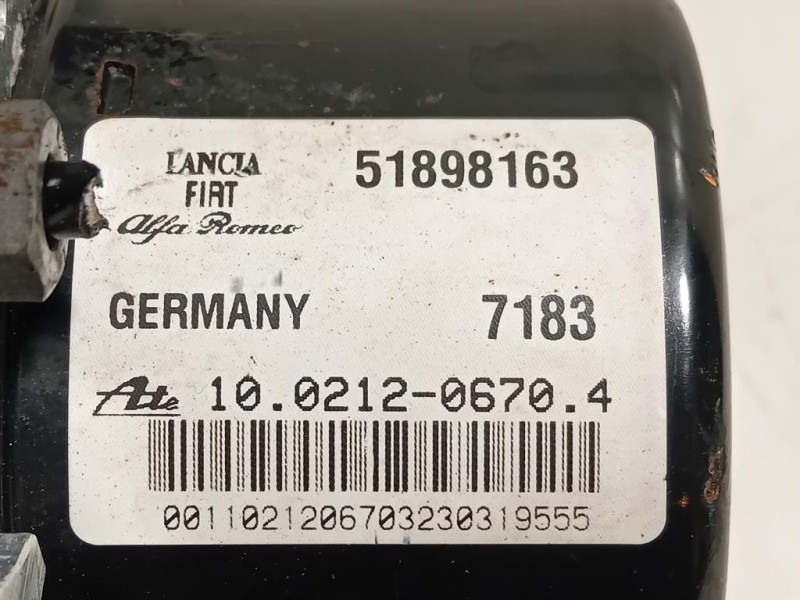 LANCIA 51898163
FIAT
Alfa Romeo
GERMANY 7183
Ate 10.0212-0670.4
0011021206703230319555